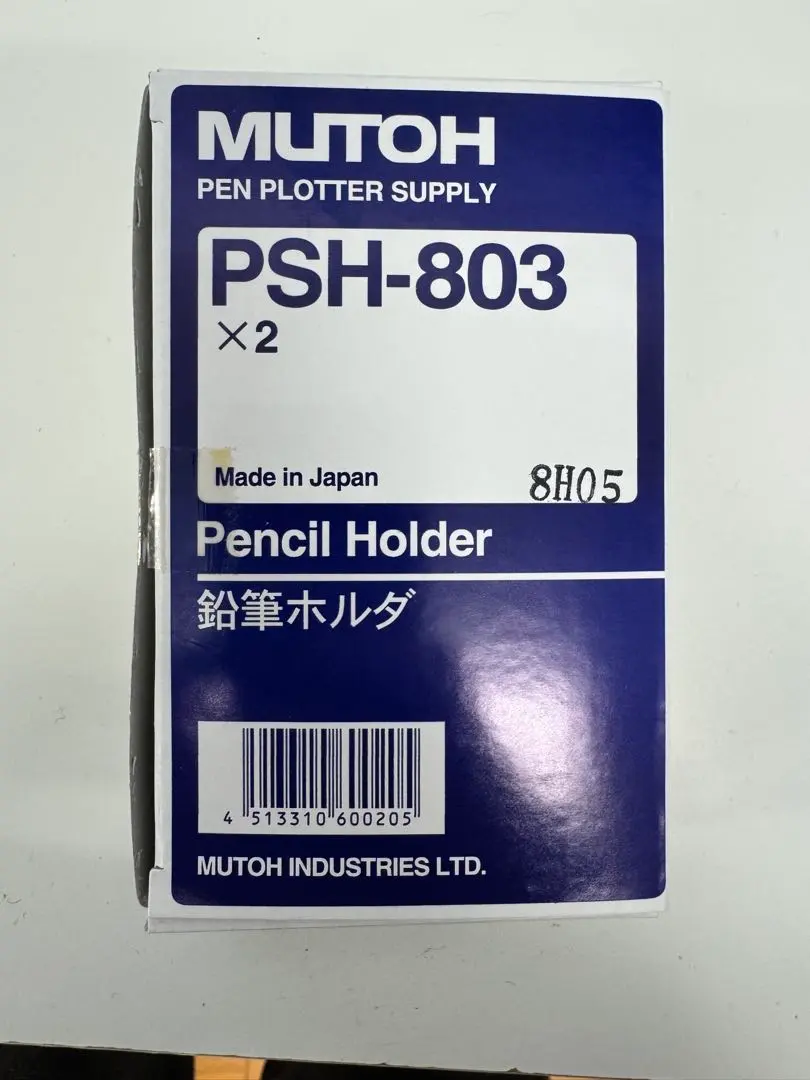 MUTOH
PEN PLOTTER SUPPLY
PSH-803
×2
Made in Japan
8H05
Pencil Holder
鉛筆ホルダ
4 513310 600205
MUTOH INDUSTRIES LTD.